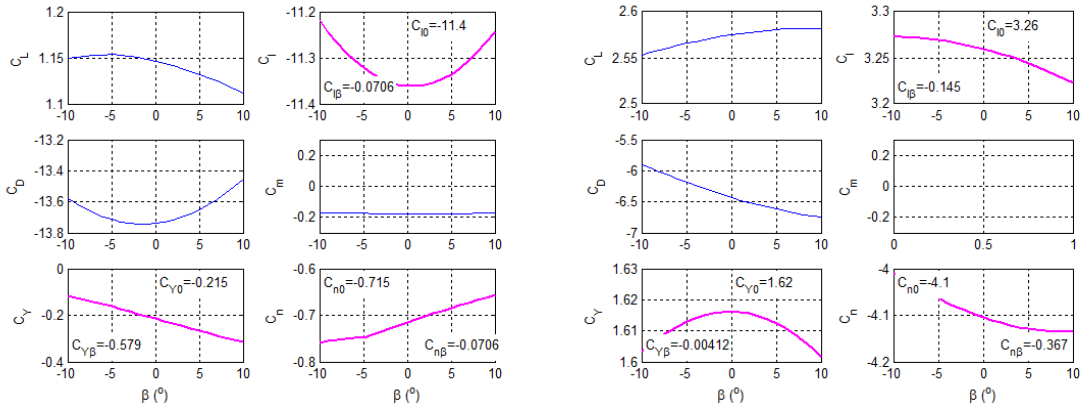 1.2
1.15
1.1
C_L
-10 -5 0 5 10
-11.2
-11.3
-11.4
C_l
C_l0=-11.4
C_lβ=-0.0706
-10 -5 0 5 10
2.6
2.55
2.5
C_L
-10 -5 0 5 10
3.3
3.25
3.2
C_l
C_l0=3.26
C_lβ=-0.145
-10 -5 0 5 10
-13.2
-13.4
-13.6
-13.8
C_D
-10 -5 0 5 10
0.2
0
-0.2
C_m
-10 -5 0 5 10
-5.5
-6
-6.5
-7
C_D
-10 -5 0 5 10
0.2
0
-0.2
C_m
0 0.5 1
0
-0.2
-0.4
C_Y
C_Y0=-0.215
C_Yβ=-0.579
-10 -5 0 5 10
β (º)
-0.6
-0.7
-0.8
C_n
C_n0=-0.715
C_nβ=-0.0706
-10 -5 0 5 10
β (º)
1.63
1.62
1.61
1.6
C_Y
C_Y0=1.62
C_Yβ=-0.00412
-10 -5 0 5 10
β (º)
-4
-4.1
-4.2
C_n
C_n0=-4.1
C_nβ=-0.367
-10 -5 0 5 10
β (º)